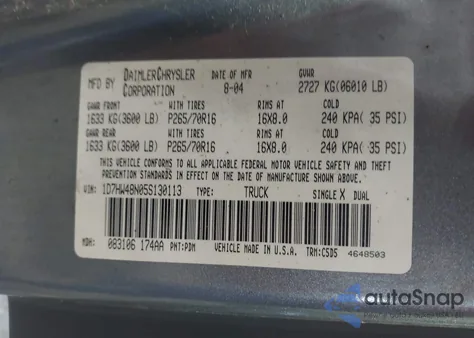 MFD BY DAIMLERCHRYSLER CORPORATION DATE OF MFR 8-04 GVWR 2727 KG(06010 LB)
GAWR FRONT WITH TIRES RIMS AT COLD
1633 KG(3600 LB) P265/70R16 16X8.0 240 KPA( 35 PSI)
GAWR REAR WITH TIRES RIMS AT COLD
1633 KG(3600 LB) P265/70R16 16X8.0 240 KPA( 35 PSI)
THIS VEHICLE CONFORMS TO ALL APPLICABLE FEDERAL MOTOR VEHICLE SAFETY AND THEFT
PREVENTION STANDARDS IN EFFECT ON THE DATE OF MANUFACTURE SHOWN ABOVE
VIN: 1D7HW48N05S130113 TYPE: TRUCK SINGLE X DUAL
MDH: 083106 174AA PNT:PDM VEHICLE MADE IN U.S.A. TRM:C5D5 4648503
autoSnap
POWERED BY AUTOAUCTIONS.IO